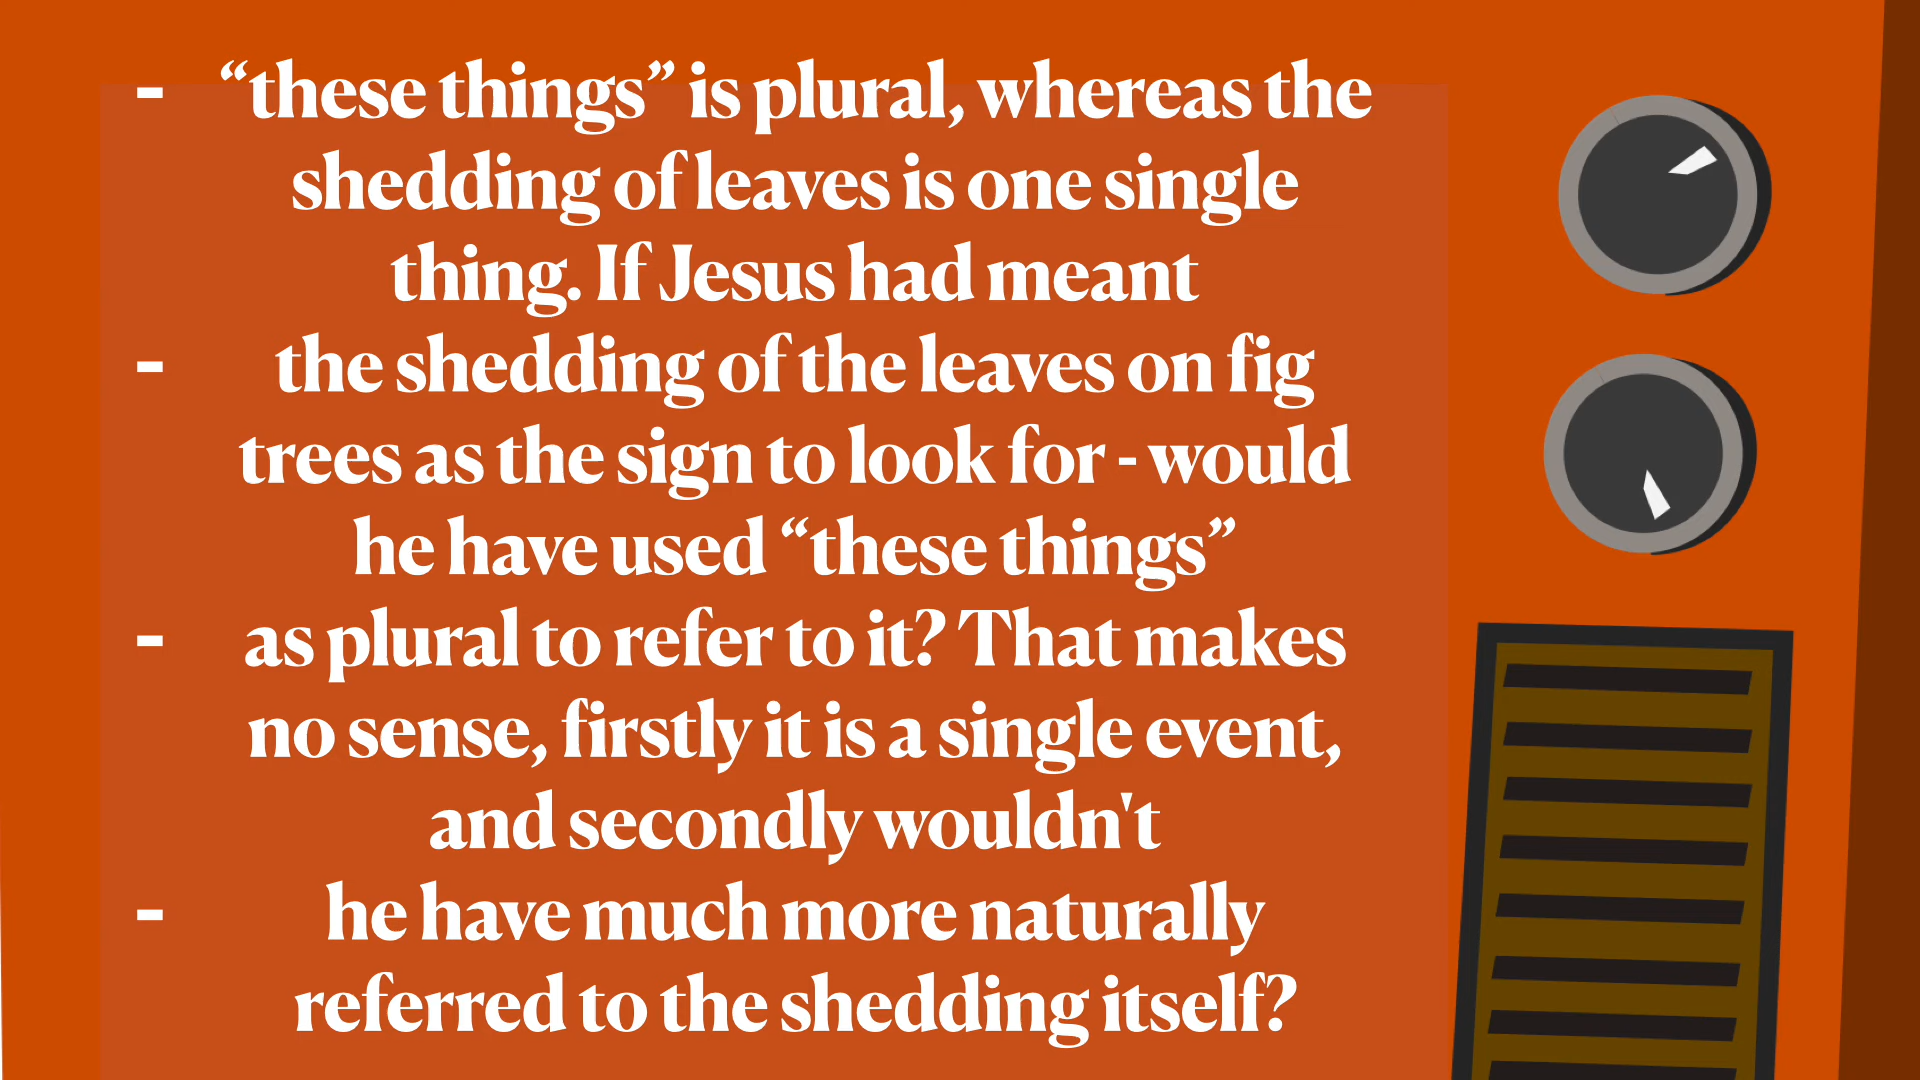 - “these things” is plural, whereas the
shedding of leaves is one single
thing. If Jesus had meant
- the shedding of the leaves on fig
trees as the sign to look for - would
he have used “these things”
- as plural to refer to it? That makes
no sense, firstly it is a single event,
and secondly wouldn't
- he have much more naturally
referred to the shedding itself?